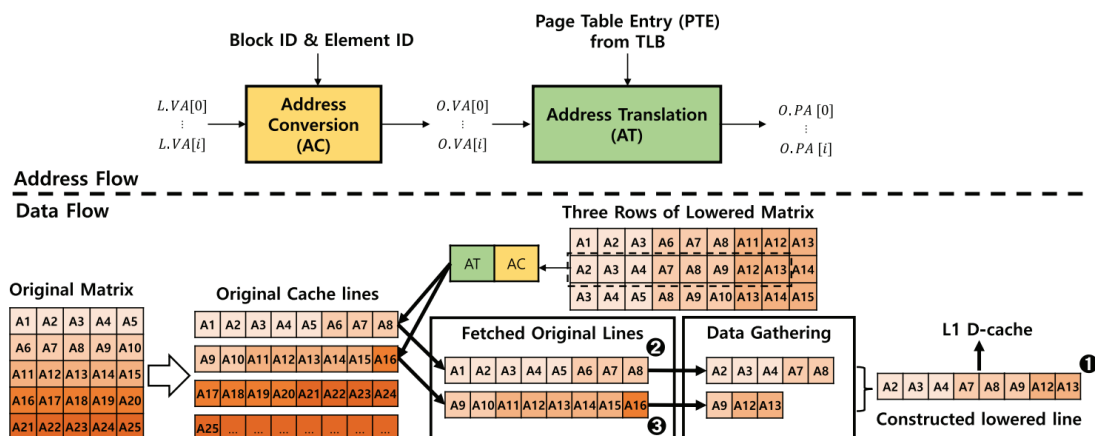 Block ID & Element ID
Page Table Entry (PTE)
from TLB
L.VA[0]
⋮
L.VA[i]
Address
Conversion
(AC)
O.VA[0]
⋮
O.VA[i]
Address Translation
(AT)
O.PA [0]
⋮
O.PA [i]
Address Flow
Data Flow
Three Rows of Lowered Matrix
A1 A2 A3 A6 A7 A8 A11 A12 A13
A2 A3 A4 A7 A8 A9 A12 A13 A14
A3 A4 A5 A8 A9 A10 A13 A14 A15
AT AC
Original Matrix
A1 A2 A3 A4 A5
A6 A7 A8 A9 A10
A11 A12 A13 A14 A15
A16 A17 A18 A19 A20
A21 A22 A23 A24 A25
Original Cache lines
A1 A2 A3 A4 A5 A6 A7 A8
A9 A10 A11 A12 A13 A14 A15 A16
A17 A18 A19 A20 A21 A22 A23 A24
A25 ... ... ... ... ... ...
Fetched Original Lines
❷
A1 A2 A3 A4 A5 A6 A7 A8
A9 A10 A11 A12 A13 A14 A15 A16
❸
Data Gathering
A2 A3 A4 A7 A8
A9 A12 A13
L1 D-cache
❶
A2 A3 A4 A7 A8 A9 A12 A13
Constructed lowered line